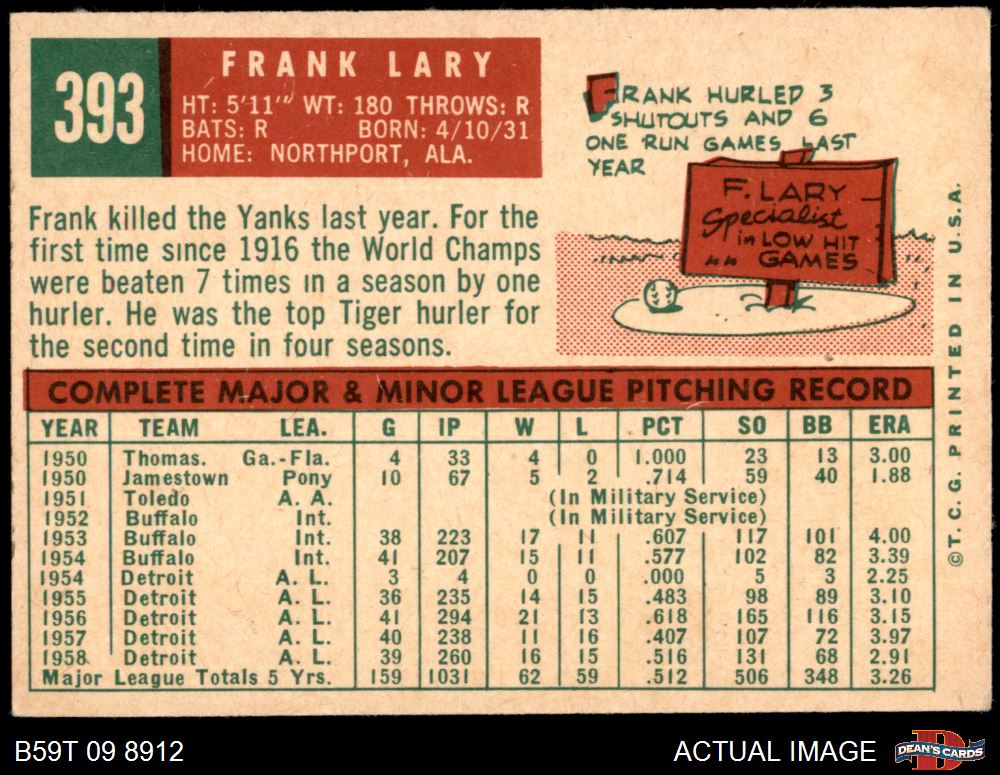 393
FRANK LARY
HT: 5'11" WT: 180 THROWS: R
BATS: R BORN: 4/10/31
HOME: NORTHPORT, ALA.
FRANK HURLED 3
SHUTOUTS AND 6
ONE RUN GAMES LAST
YEAR
F. LARY
Specialist
in LOW HIT
" " GAMES
Frank killed the Yanks last year. For the
first time since 1916 the World Champs
were beaten 7 times in a season by one
hurler. He was the top Tiger hurler for
the second time in four seasons.
COMPLETE MAJOR & MINOR LEAGUE PITCHING RECORD
YEAR TEAM LEA. G IP W L PCT SO BB ERA
1950 Thomas. Ga.-Fla. 4 33 4 0 1.000 23 13 3.00
1950 Jamestown Pony 10 67 5 2 .714 59 40 1.88
1951 Toledo A. A. (In Military Service)
1952 Buffalo Int. (In Military Service)
1953 Buffalo Int. 38 223 17 11 .607 117 101 4.00
1954 Buffalo Int. 41 207 15 11 .577 102 82 3.39
1954 Detroit A. L. 3 4 0 0 .000 5 3 2.25
1955 Detroit A. L. 36 235 14 15 .483 98 89 3.10
1956 Detroit A. L. 41 294 21 13 .618 165 116 3.15
1957 Detroit A. L. 40 238 11 16 .407 107 72 3.97
1958 Detroit A. L. 39 260 16 15 .516 131 68 2.91
Major League Totals 5 Yrs. 159 1031 62 59 .512 506 348 3.26
©T.C.G. PRINTED IN U.S.A.
B59T 09 8912
ACTUAL IMAGE
DEAN'S CARDS